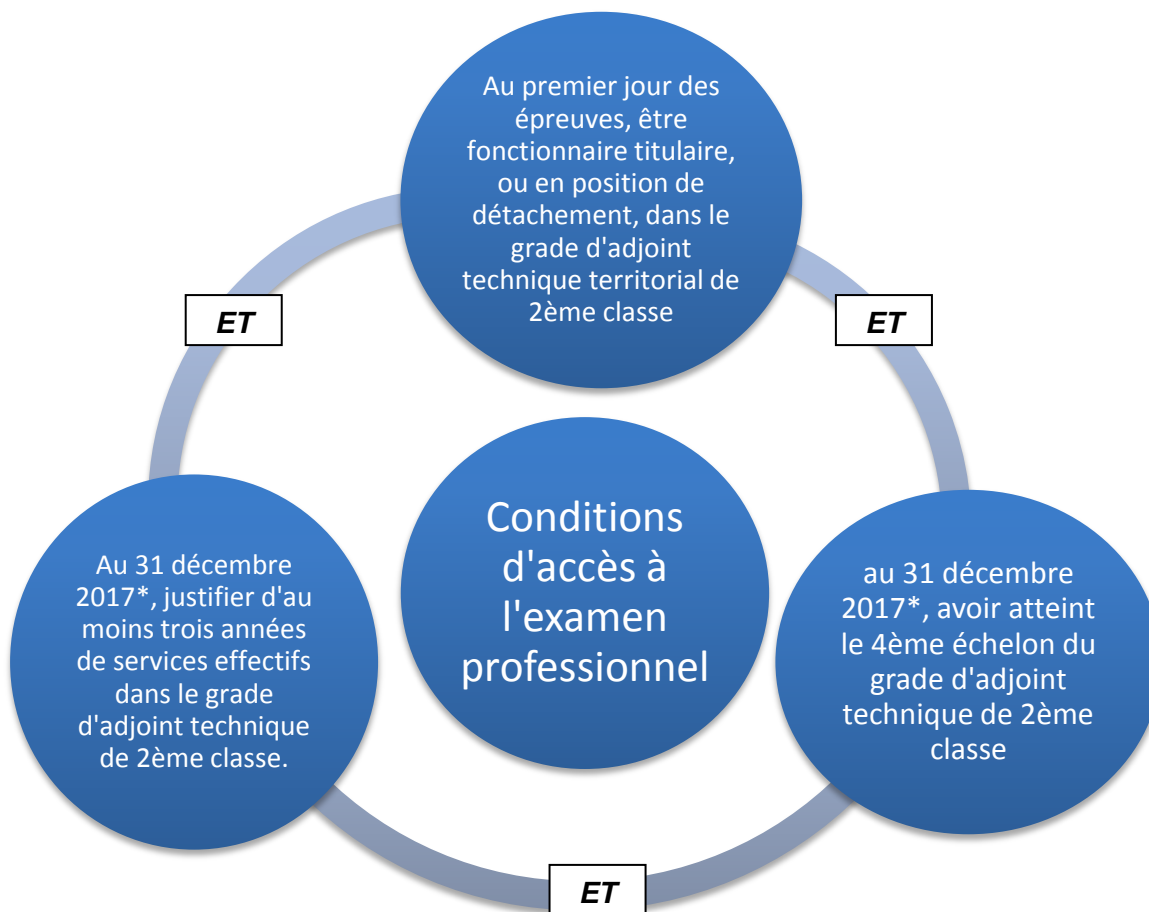 Au premier jour des
épreuves, être
fonctionnaire titulaire,
ou en position de
détachement, dans le
grade d'adjoint
technique territorial de
2ème classe
ET
ET
Conditions
d'accès à
l'examen
professionnel
Au 31 décembre
2017*, justifier d'au
moins trois années
de services effectifs
dans le grade
d'adjoint technique
de 2ème classe.
au 31 décembre
2017*, avoir atteint
le 4ème échelon du
grade d'adjoint
technique de 2ème
classe
ET